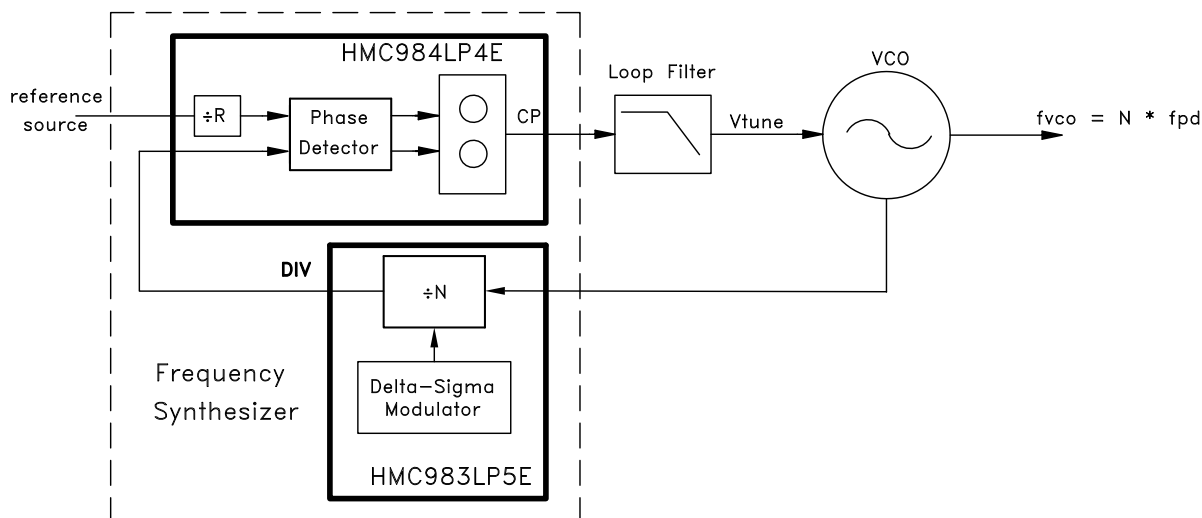 HMC984LP4E
reference
source
÷R
Phase
Detector
CP
Loop Filter
Vtune
VCO
fvco = N * fpd
DIV
÷N
Delta-Sigma
Modulator
HMC983LP5E
Frequency
Synthesizer